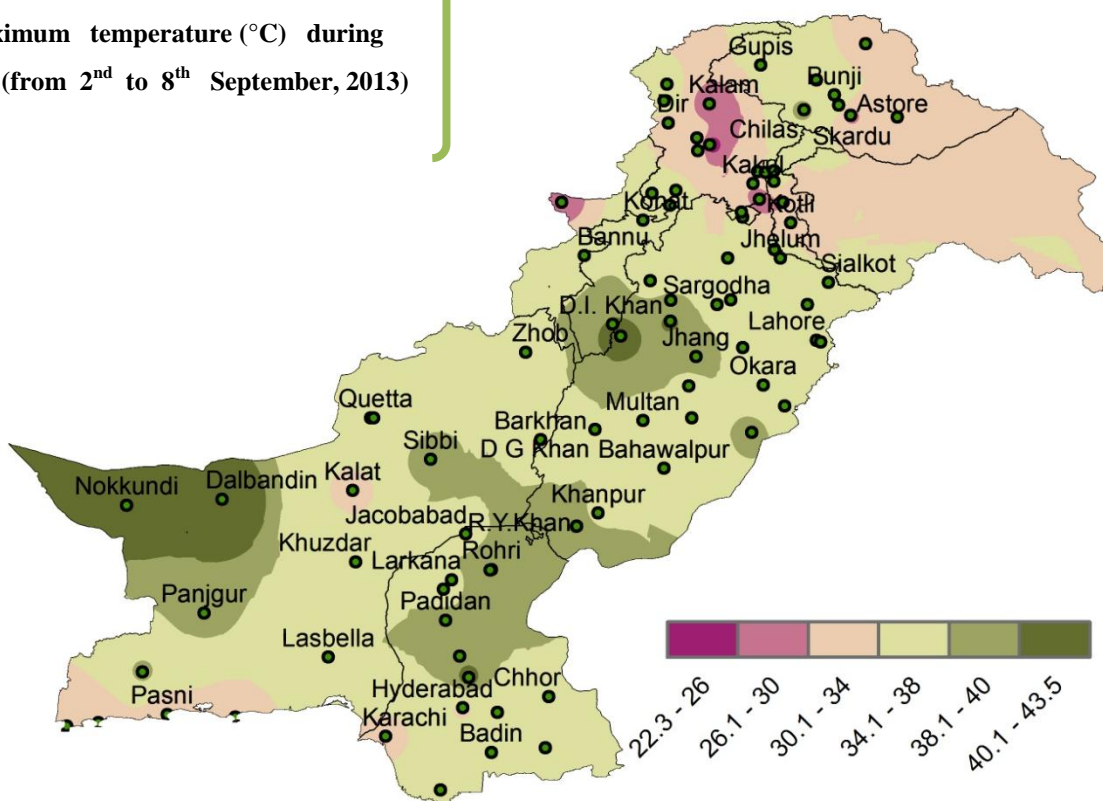 ximum temperature (°C) during
(from 2nd to 8th September, 2013)
Gupis
Bunji
Kalam
Dir
Astore
Chilas
Skardu
Kakul
Kohat
Kotli
Bannu
Jhelum
Sialkot
Sargodha
D.I. Khan
Lahore
Zhob
Jhang
Okara
Quetta
Multan
Barkhan
Sibbi
D G Khan
Bahawalpur
Nokkundi
Dalbandin
Kalat
Khanpur
Jacobabad
R.Y.Khan
Khuzdar
Larkana
Rohri
Panjgur
Padidan
Lasbella
Pasni
Hyderabad
Chhor
Karachi
Badin
22.3 - 26
26.1 - 30
30.1 - 34
34.1 - 38
38.1 - 40
40.1 - 43.5